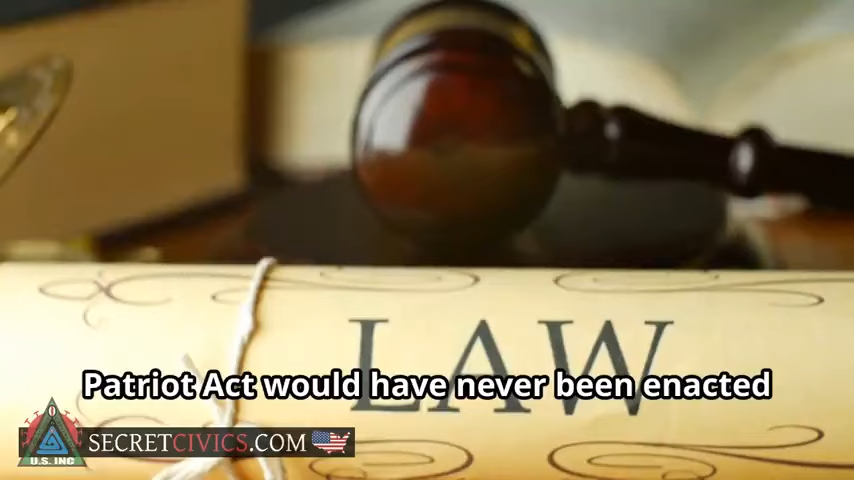 LAW
Patriot Act would have never been enacted
SECRETCIVICS.COM
U.S. INC